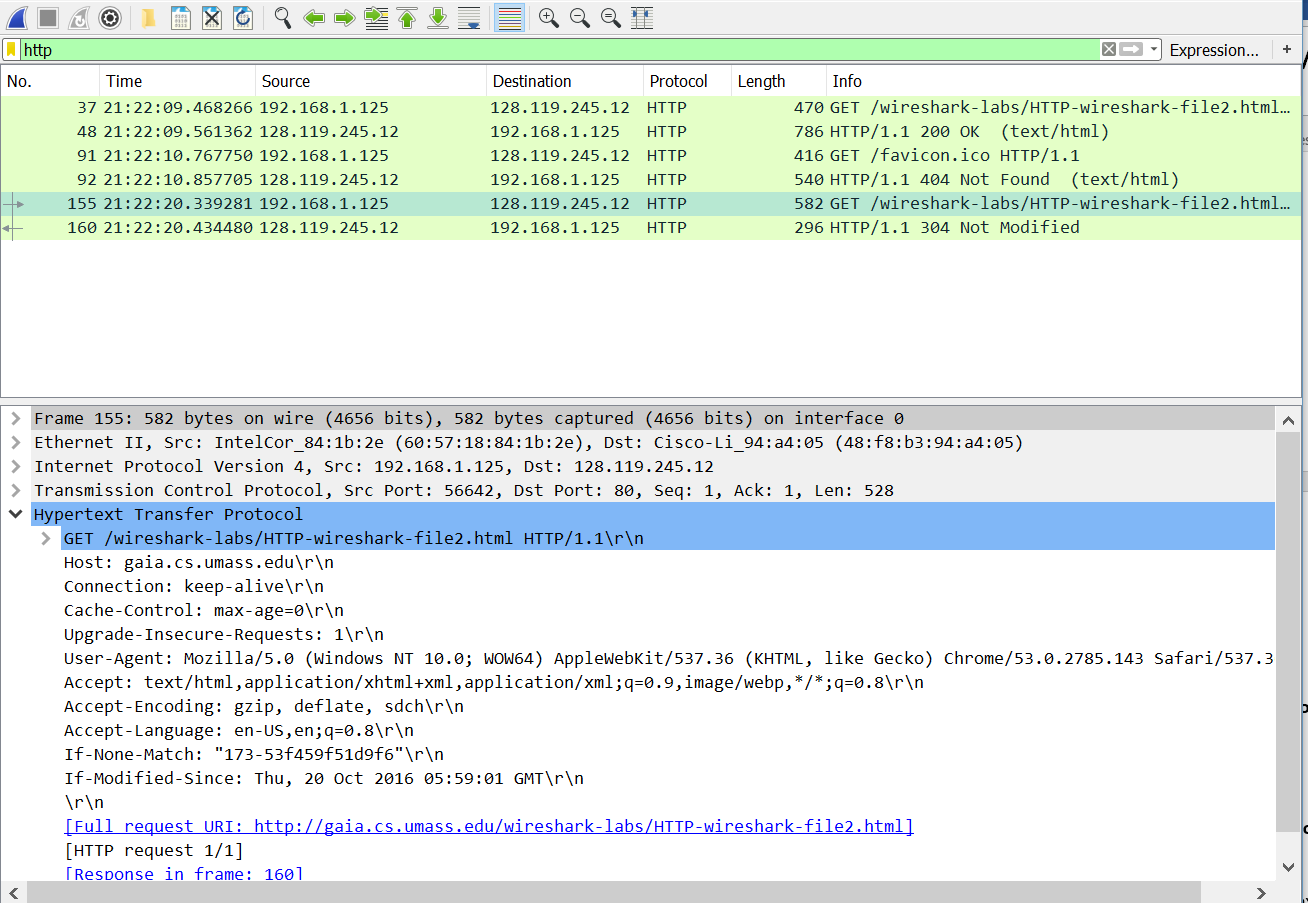 http
Expression... +
No. Time Source Destination Protocol Length Info
37 21:22:09.468266 192.168.1.125 128.119.245.12 HTTP 470 GET /wireshark-labs/HTTP-wireshark-file2.html…
48 21:22:09.561362 128.119.245.12 192.168.1.125 HTTP 786 HTTP/1.1 200 OK  (text/html)
91 21:22:10.767750 192.168.1.125 128.119.245.12 HTTP 416 GET /favicon.ico HTTP/1.1
92 21:22:10.857705 128.119.245.12 192.168.1.125 HTTP 540 HTTP/1.1 404 Not Found  (text/html)
155 21:22:20.339281 192.168.1.125 128.119.245.12 HTTP 582 GET /wireshark-labs/HTTP-wireshark-file2.html…
160 21:22:20.434480 128.119.245.12 192.168.1.125 HTTP 296 HTTP/1.1 304 Not Modified
Frame 155: 582 bytes on wire (4656 bits), 582 bytes captured (4656 bits) on interface 0
Ethernet II, Src: IntelCor_84:1b:2e (60:57:18:84:1b:2e), Dst: Cisco-Li_94:a4:05 (48:f8:b3:94:a4:05)
Internet Protocol Version 4, Src: 192.168.1.125, Dst: 128.119.245.12
Transmission Control Protocol, Src Port: 56642, Dst Port: 80, Seq: 1, Ack: 1, Len: 528
Hypertext Transfer Protocol
GET /wireshark-labs/HTTP-wireshark-file2.html HTTP/1.1\r\n
Host: gaia.cs.umass.edu\r\n
Connection: keep-alive\r\n
Cache-Control: max-age=0\r\n
Upgrade-Insecure-Requests: 1\r\n
User-Agent: Mozilla/5.0 (Windows NT 10.0; WOW64) AppleWebKit/537.36 (KHTML, like Gecko) Chrome/53.0.2785.143 Safari/537.3
Accept: text/html,application/xhtml+xml,application/xml;q=0.9,image/webp,*/*;q=0.8\r\n
Accept-Encoding: gzip, deflate, sdch\r\n
Accept-Language: en-US,en;q=0.8\r\n
If-None-Match: "173-53f459f51d9f6"\r\n
If-Modified-Since: Thu, 20 Oct 2016 05:59:01 GMT\r\n
\r\n
[Full request URI: http://gaia.cs.umass.edu/wireshark-labs/HTTP-wireshark-file2.html]
[HTTP request 1/1]
[Response in frame: 160]